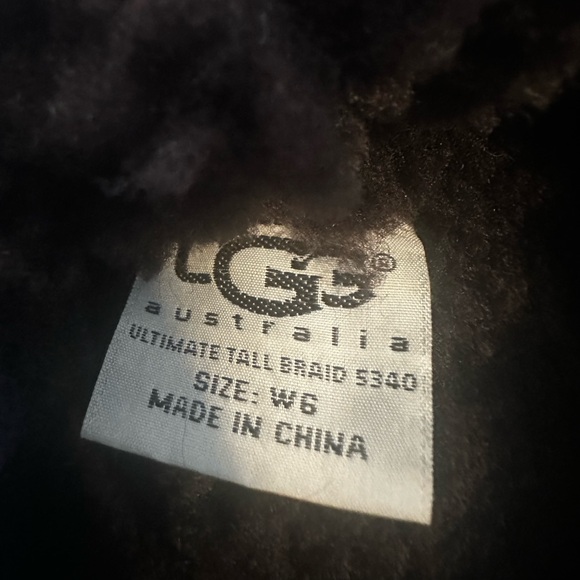 UGG®
australia
ULTIMATE TALL BRAID 5340
SIZE: W6
MADE IN CHINA